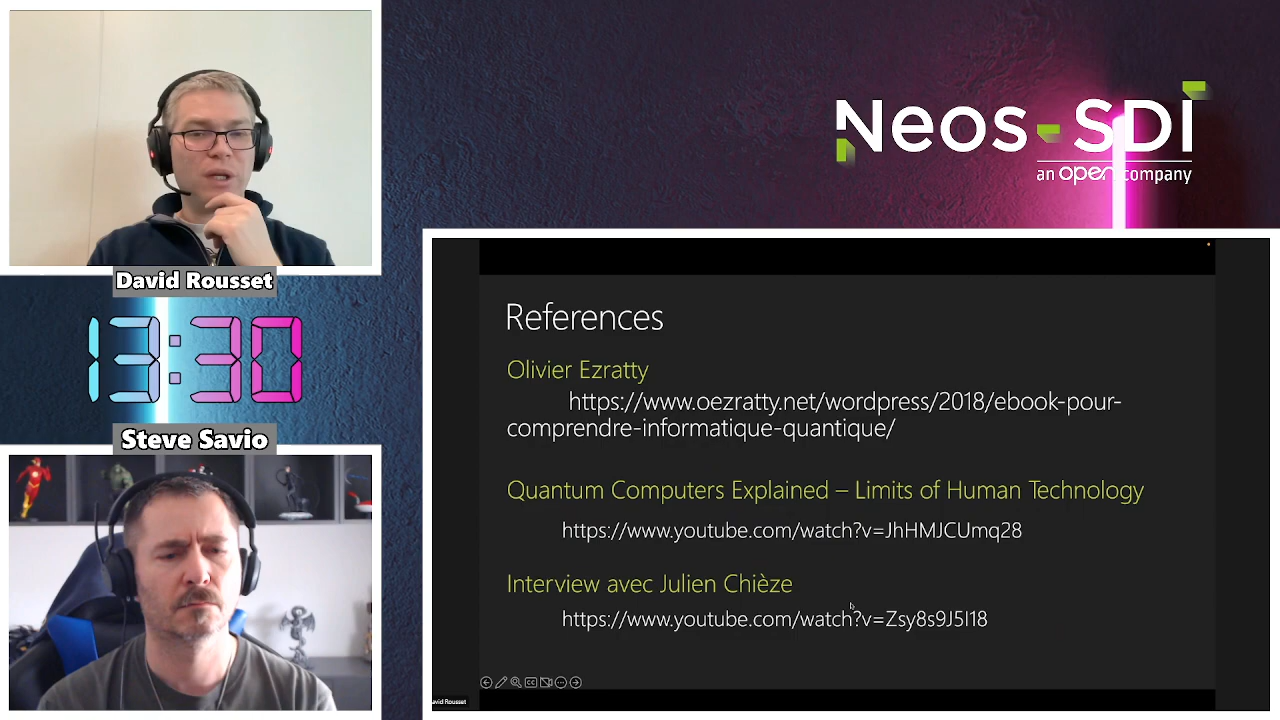 David Rousset
13:30
Steve Savio
Neos-SDI
an open company
References
Olivier Ezratty
https://www.oezratty.net/wordpress/2018/ebook-pour-
comprendre-informatique-quantique/
Quantum Computers Explained – Limits of Human Technology
https://www.youtube.com/watch?v=JhHMJCUmq28
Interview avec Julien Chièze
https://www.youtube.com/watch?v=Zsy8s9J5I18
avid Rousset